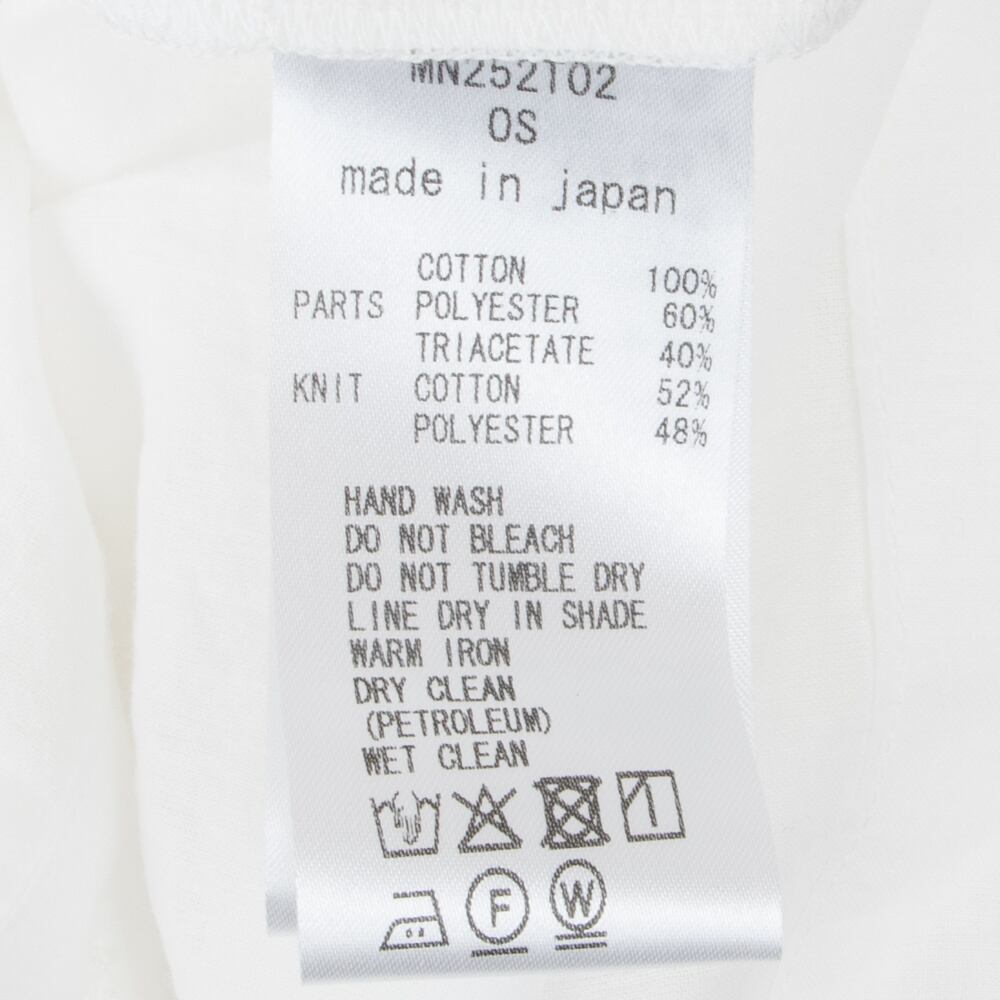 MN252T02
OS
made in japan
COTTON 100%
PARTS POLYESTER 60%
TRIACETATE 40%
KNIT COTTON 52%
POLYESTER 48%
HAND WASH
DO NOT BLEACH
DO NOT TUMBLE DRY
LINE DRY IN SHADE
WARM IRON
DRY CLEAN
(PETROLEUM)
WET CLEAN
F W